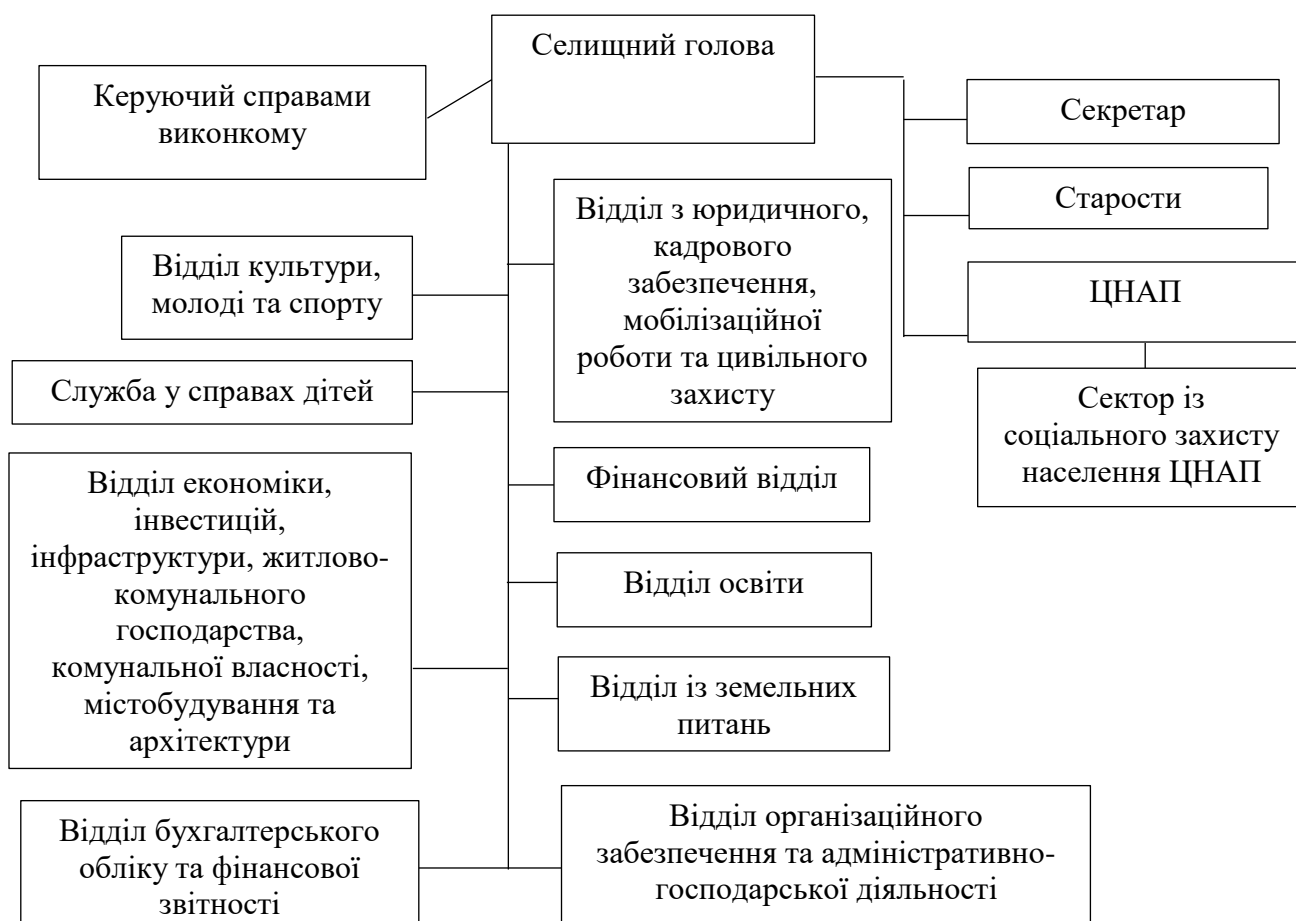 Селищний голова
Керуючий справами
виконкому
Секретар
Старости
ЦНАП
Сектор із
соціального захисту
населення ЦНАП
Відділ з юридичного,
кадрового
забезпечення,
мобілізаційної
роботи та цивільного
захисту
Відділ культури,
молоді та спорту
Служба у справах дітей
Фінансовий відділ
Відділ економіки,
інвестицій,
інфраструктури, житлово-
комунального
господарства,
комунальної власності,
містобудування та
архітектури
Відділ освіти
Відділ із земельних
питань
Відділ бухгалтерського
обліку та фінансової
звітності
Відділ організаційного
забезпечення та адміністративно-
господарської діяльності